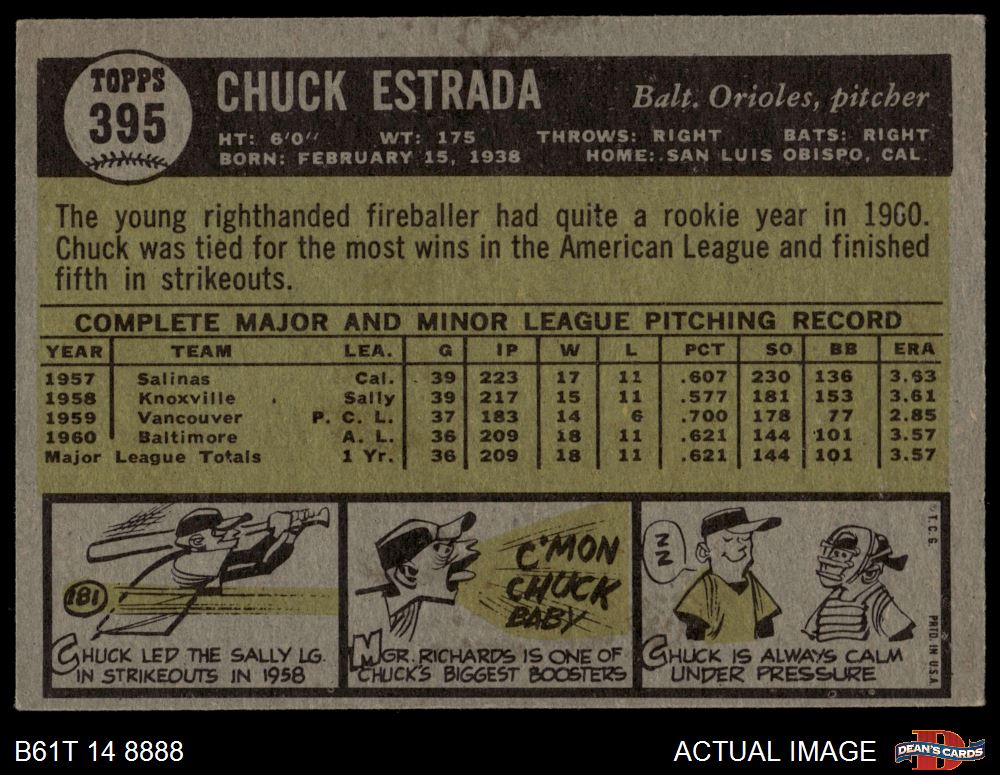 TOPPS
395
CHUCK ESTRADA
Balt. Orioles, pitcher
HT: 6'0" WT: 175 THROWS: RIGHT BATS: RIGHT
BORN: FEBRUARY 15, 1938 HOME: SAN LUIS OBISPO, CAL.
The young righthanded fireballer had quite a rookie year in 1960.
Chuck was tied for the most wins in the American League and finished
fifth in strikeouts.
COMPLETE MAJOR AND MINOR LEAGUE PITCHING RECORD
YEAR TEAM LEA. G IP W L PCT SO BB ERA
1957 Salinas Cal. 39 223 17 11 .607 230 136 3.63
1958 Knoxville Sally 39 217 15 11 .577 181 153 3.61
1959 Vancouver P. C. L. 37 183 14 6 .700 178 77 2.85
1960 Baltimore A. L. 36 209 18 11 .621 144 101 3.57
Major League Totals 1 Yr. 36 209 18 11 .621 144 101 3.57
181
CHUCK LED THE SALLY LG.
IN STRIKEOUTS IN 1958
C'MON
CHUCK
BABY
MGR. RICHARDS IS ONE OF
CHUCK'S BIGGEST BOOSTERS
ZZ
CHUCK IS ALWAYS CALM
UNDER PRESSURE
©T.C.G.
PRTD. IN U.S.A.
B61T 14 8888
ACTUAL IMAGE
D
DEAN'S CARDS